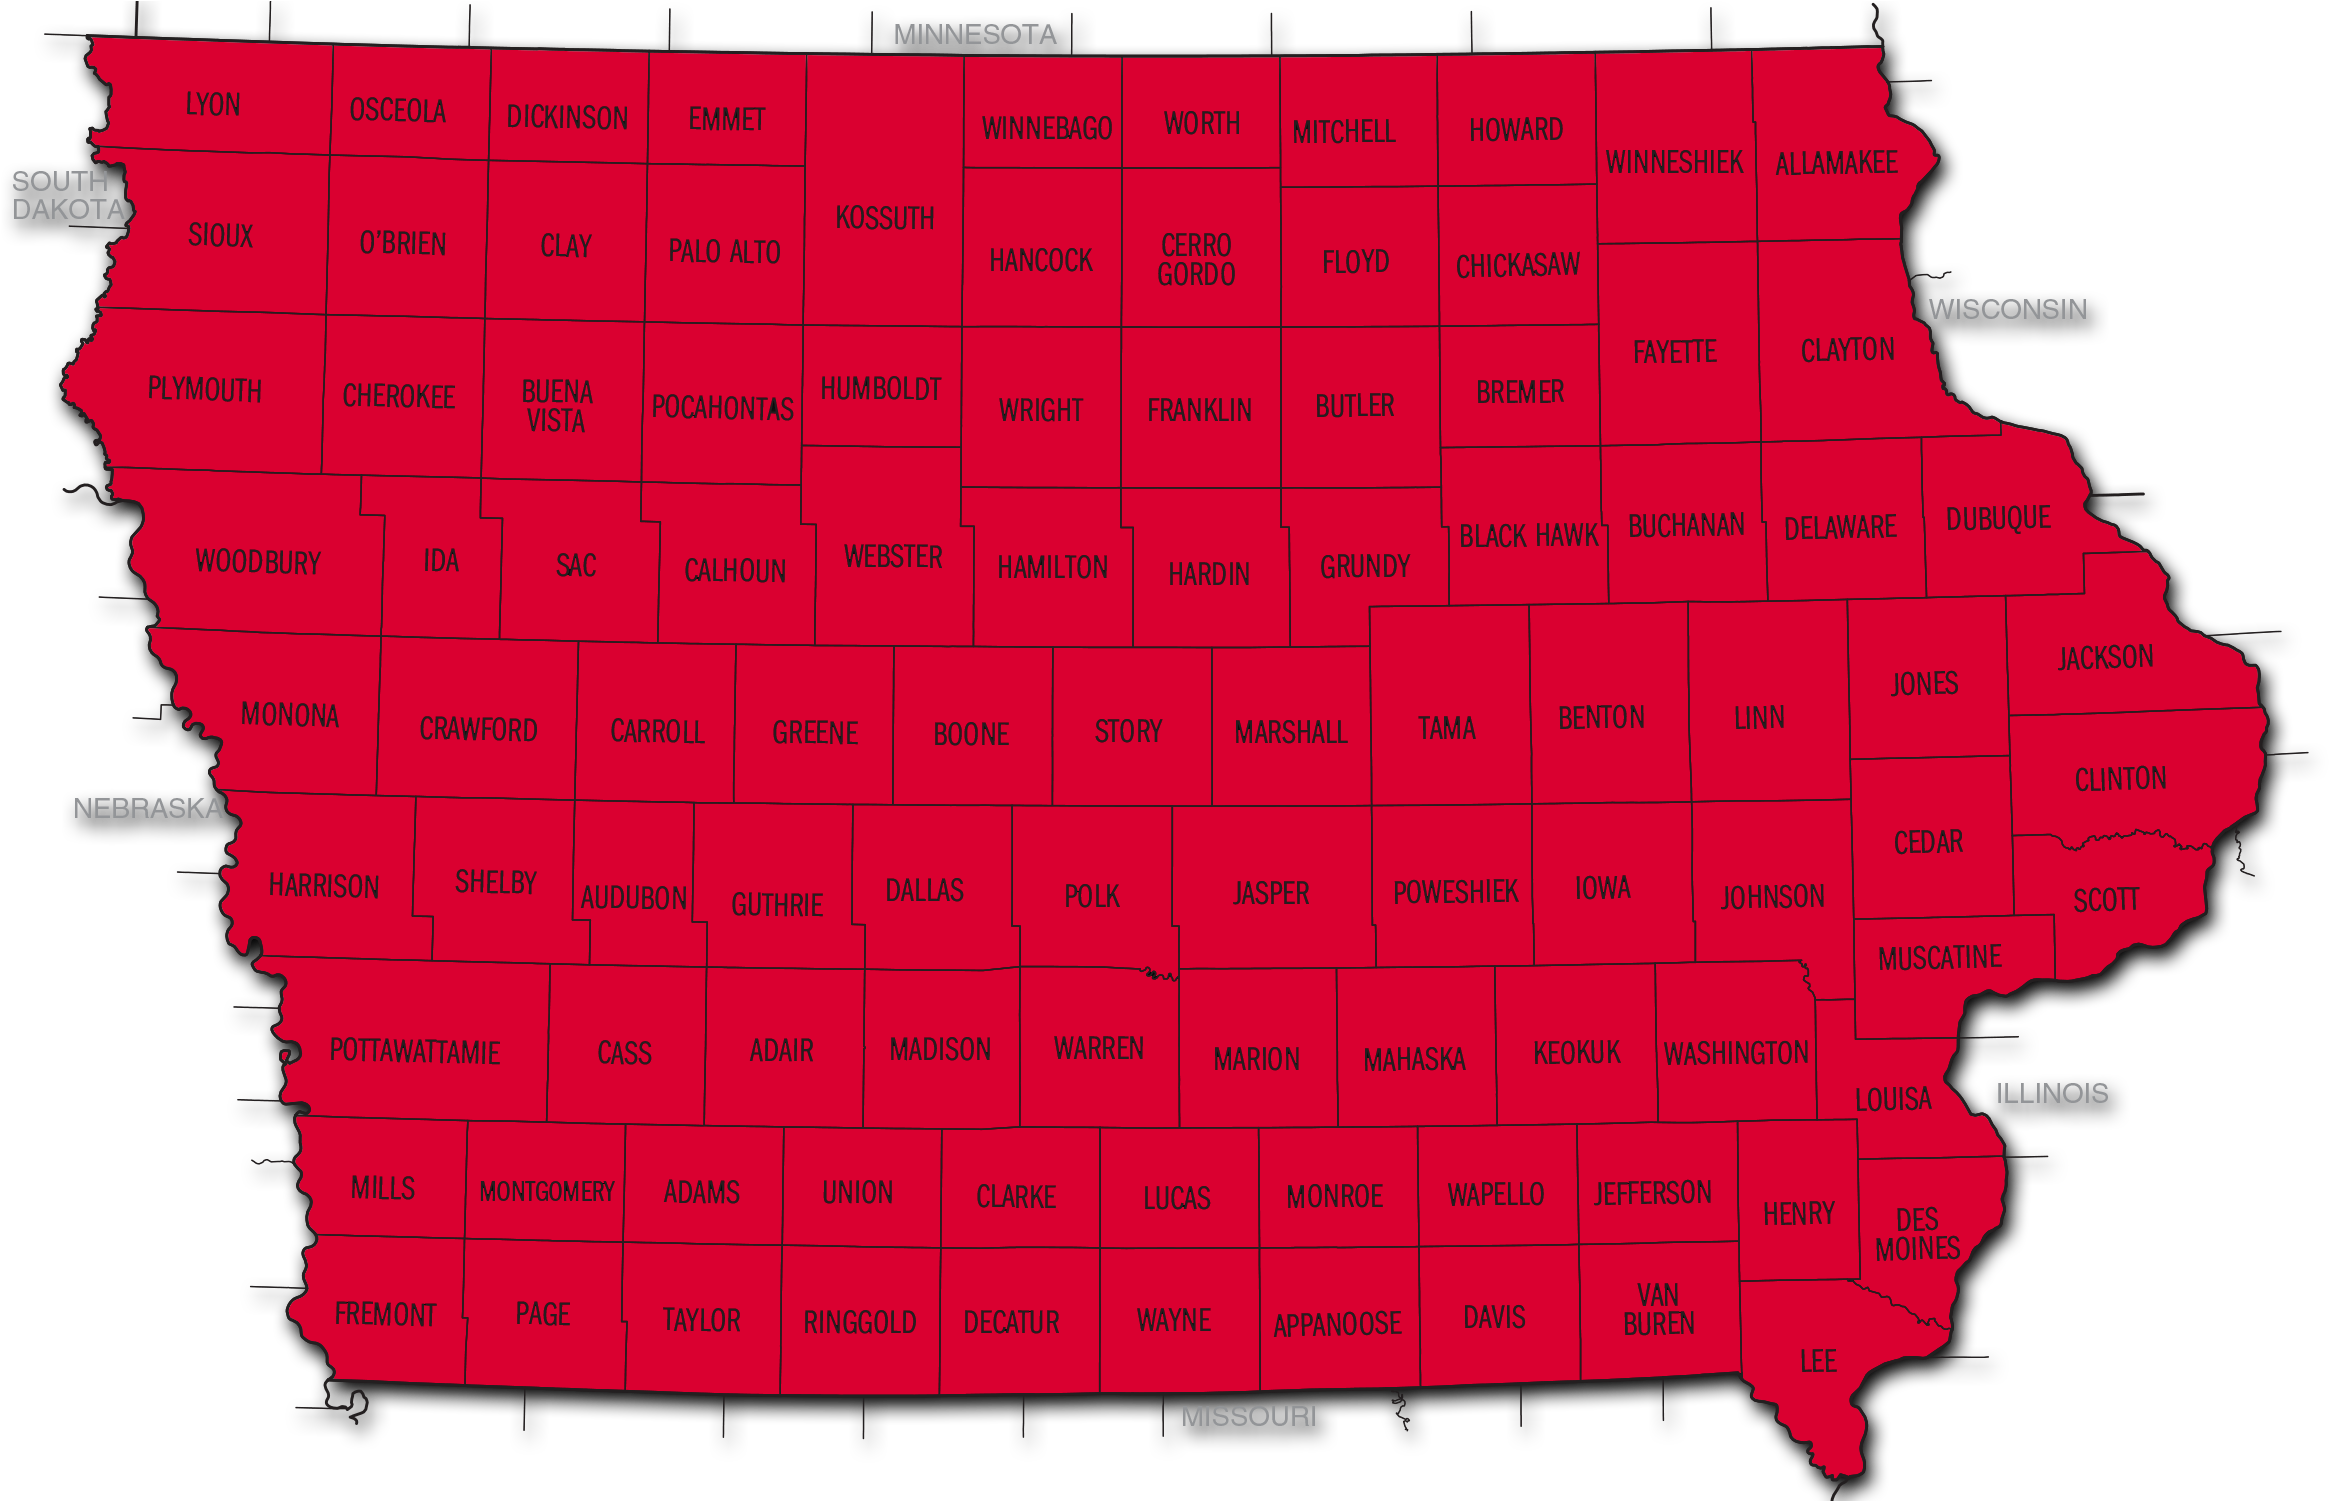 MINNESOTA
LYON
OSCEOLA
DICKINSON
EMMET
WINNEBAGO
WORTH
MITCHELL
HOWARD
WINNESHIEK
ALLAMAKEE
SOUTH
DAKOTA
SIOUX
O'BRIEN
CLAY
PALO ALTO
KOSSUTH
HANCOCK
CERRO
GORDO
FLOYD
CHICKASAW
WISCONSIN
PLYMOUTH
CHEROKEE
BUENA
VISTA
POCAHONTAS
HUMBOLDT
WRIGHT
FRANKLIN
BUTLER
BREMER
FAYETTE
CLAYTON
WOODBURY
IDA
SAC
CALHOUN
WEBSTER
HAMILTON
HARDIN
GRUNDY
BLACK HAWK
BUCHANAN
DELAWARE
DUBUQUE
MONONA
CRAWFORD
CARROLL
GREENE
BOONE
STORY
MARSHALL
TAMA
BENTON
LINN
JONES
JACKSON
CLINTON
NEBRASKA
HARRISON
SHELBY
AUDUBON
GUTHRIE
DALLAS
POLK
JASPER
POWESHIEK
IOWA
JOHNSON
CEDAR
SCOTT
MUSCATINE
POTTAWATTAMIE
CASS
ADAIR
MADISON
WARREN
MARION
MAHASKA
KEOKUK
WASHINGTON
LOUISA
ILLINOIS
MILLS
MONTGOMERY
ADAMS
UNION
CLARKE
LUCAS
MONROE
WAPELLO
JEFFERSON
HENRY
DES
MOINES
FREMONT
PAGE
TAYLOR
RINGGOLD
DECATUR
WAYNE
APPANOOSE
DAVIS
VAN
BUREN
LEE
MISSOURI